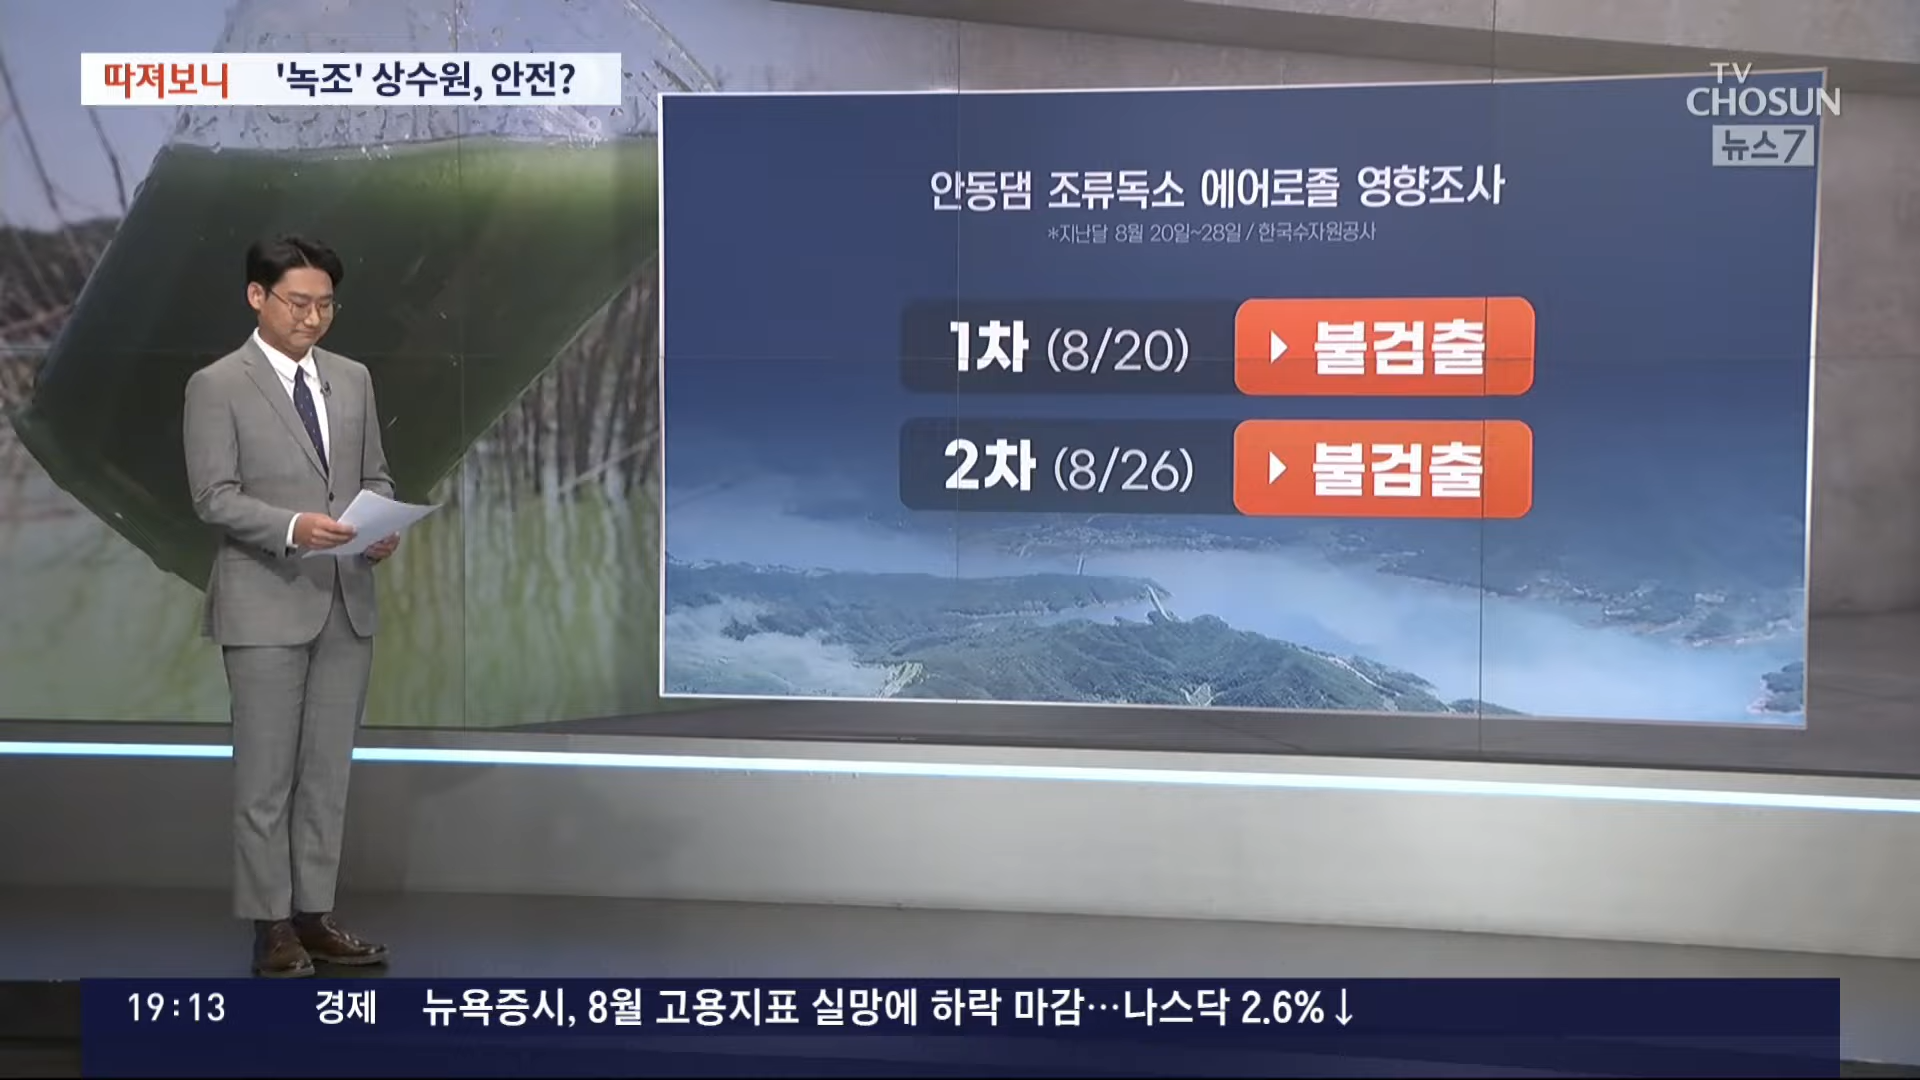 따져보니 '녹조' 상수원, 안전?
TV
CHOSUN
뉴스7
안동댐 조류독소 에어로졸 영향조사
*지난달 8월 20일~28일 / 한국수자원공사
1차 (8/20) ▶ 불검출
2차 (8/26) ▶ 불검출
19:13 경제 뉴욕증시, 8월 고용지표 실망에 하락 마감…나스닥 2.6%↓